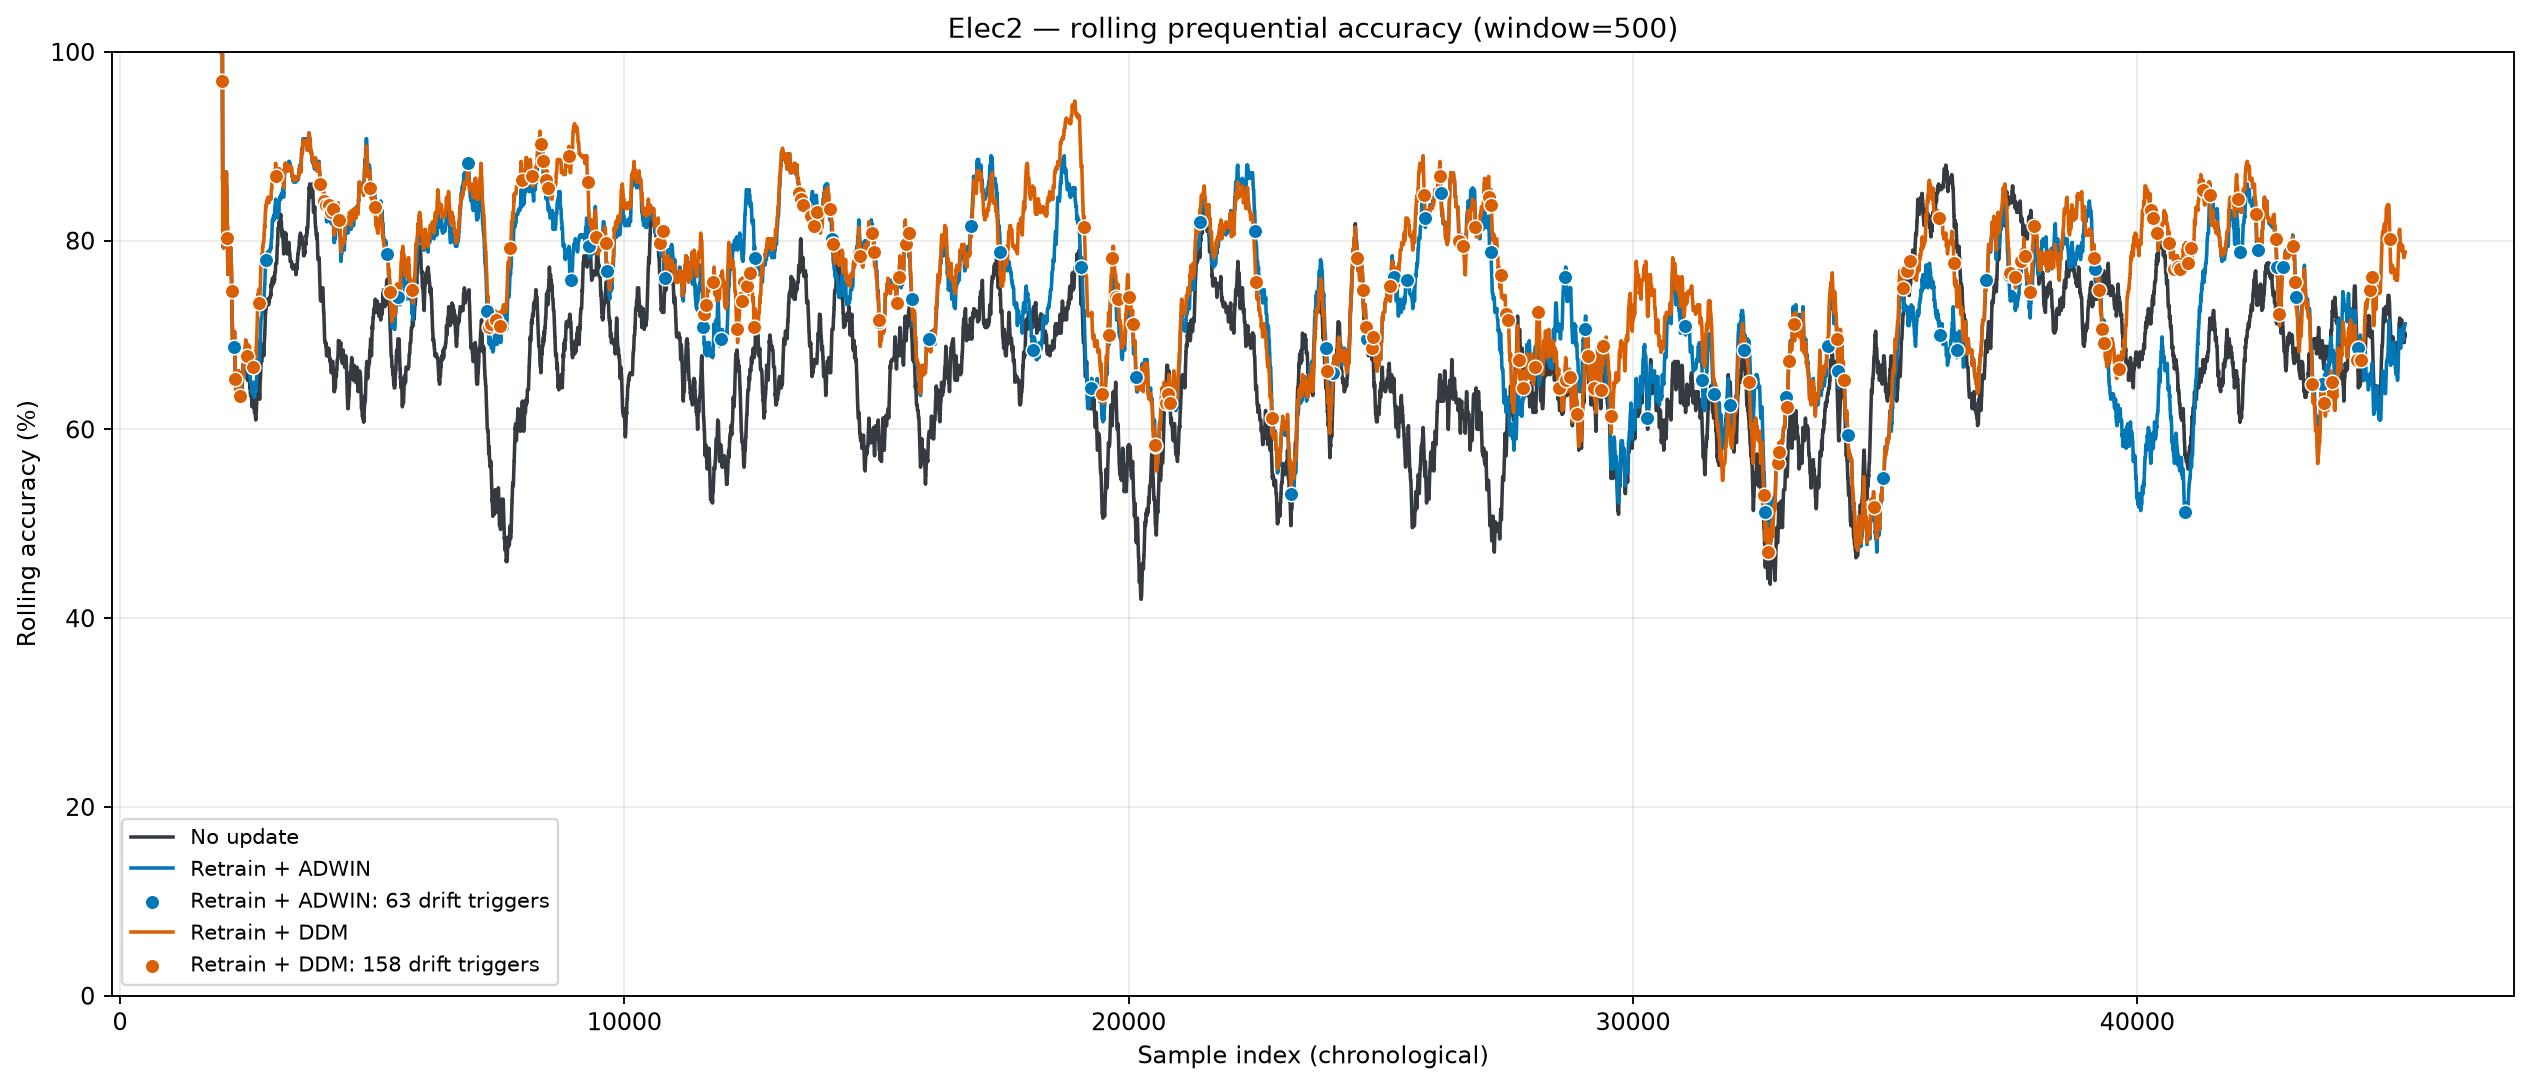 Elec2 — rolling prequential accuracy (window=500)
Rolling accuracy (%)
100
80
60
40
20
0
No update
Retrain + ADWIN
Retrain + ADWIN: 63 drift triggers
Retrain + DDM
Retrain + DDM: 158 drift triggers
0 10000 20000 30000 40000
Sample index (chronological)